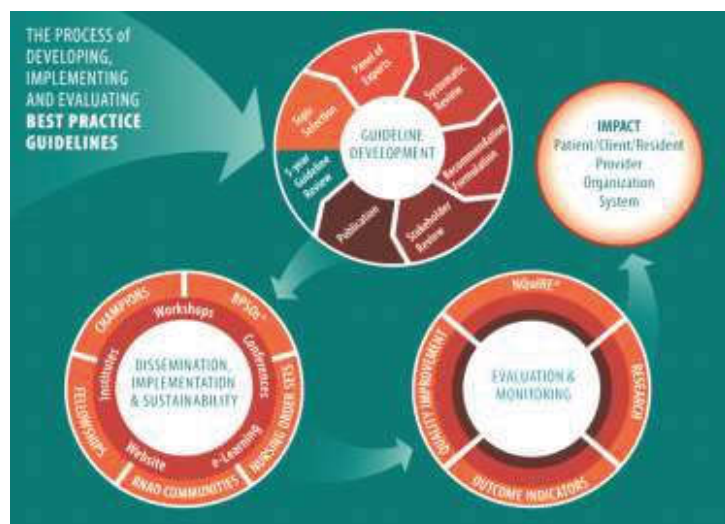 THE PROCESS of
DEVELOPING,
IMPLEMENTING
AND EVALUATING
BEST PRACTICE
GUIDELINES
GUIDELINE
DEVELOPMENT
Topic
Selection
Panel of
Experts
Systematic
Review
Recommendation
Formulation
Stakeholder
Review
Publication
5-year
Guideline
Review
IMPACT
Patient/Client/Resident
Provider
Organization
System
DISSEMINATION,
IMPLEMENTATION
& SUSTAINABILITY
CHAMPIONS
BPSOs®
NURSING ORDER SETS
RNAO COMMUNITIES
FELLOWSHIPS
Institutes
Workshops
Conferences
e-Learning
Website
EVALUATION &
MONITORING
NQuIRE®
RESEARCH
OUTCOME INDICATORS
QUALITY IMPROVEMENT